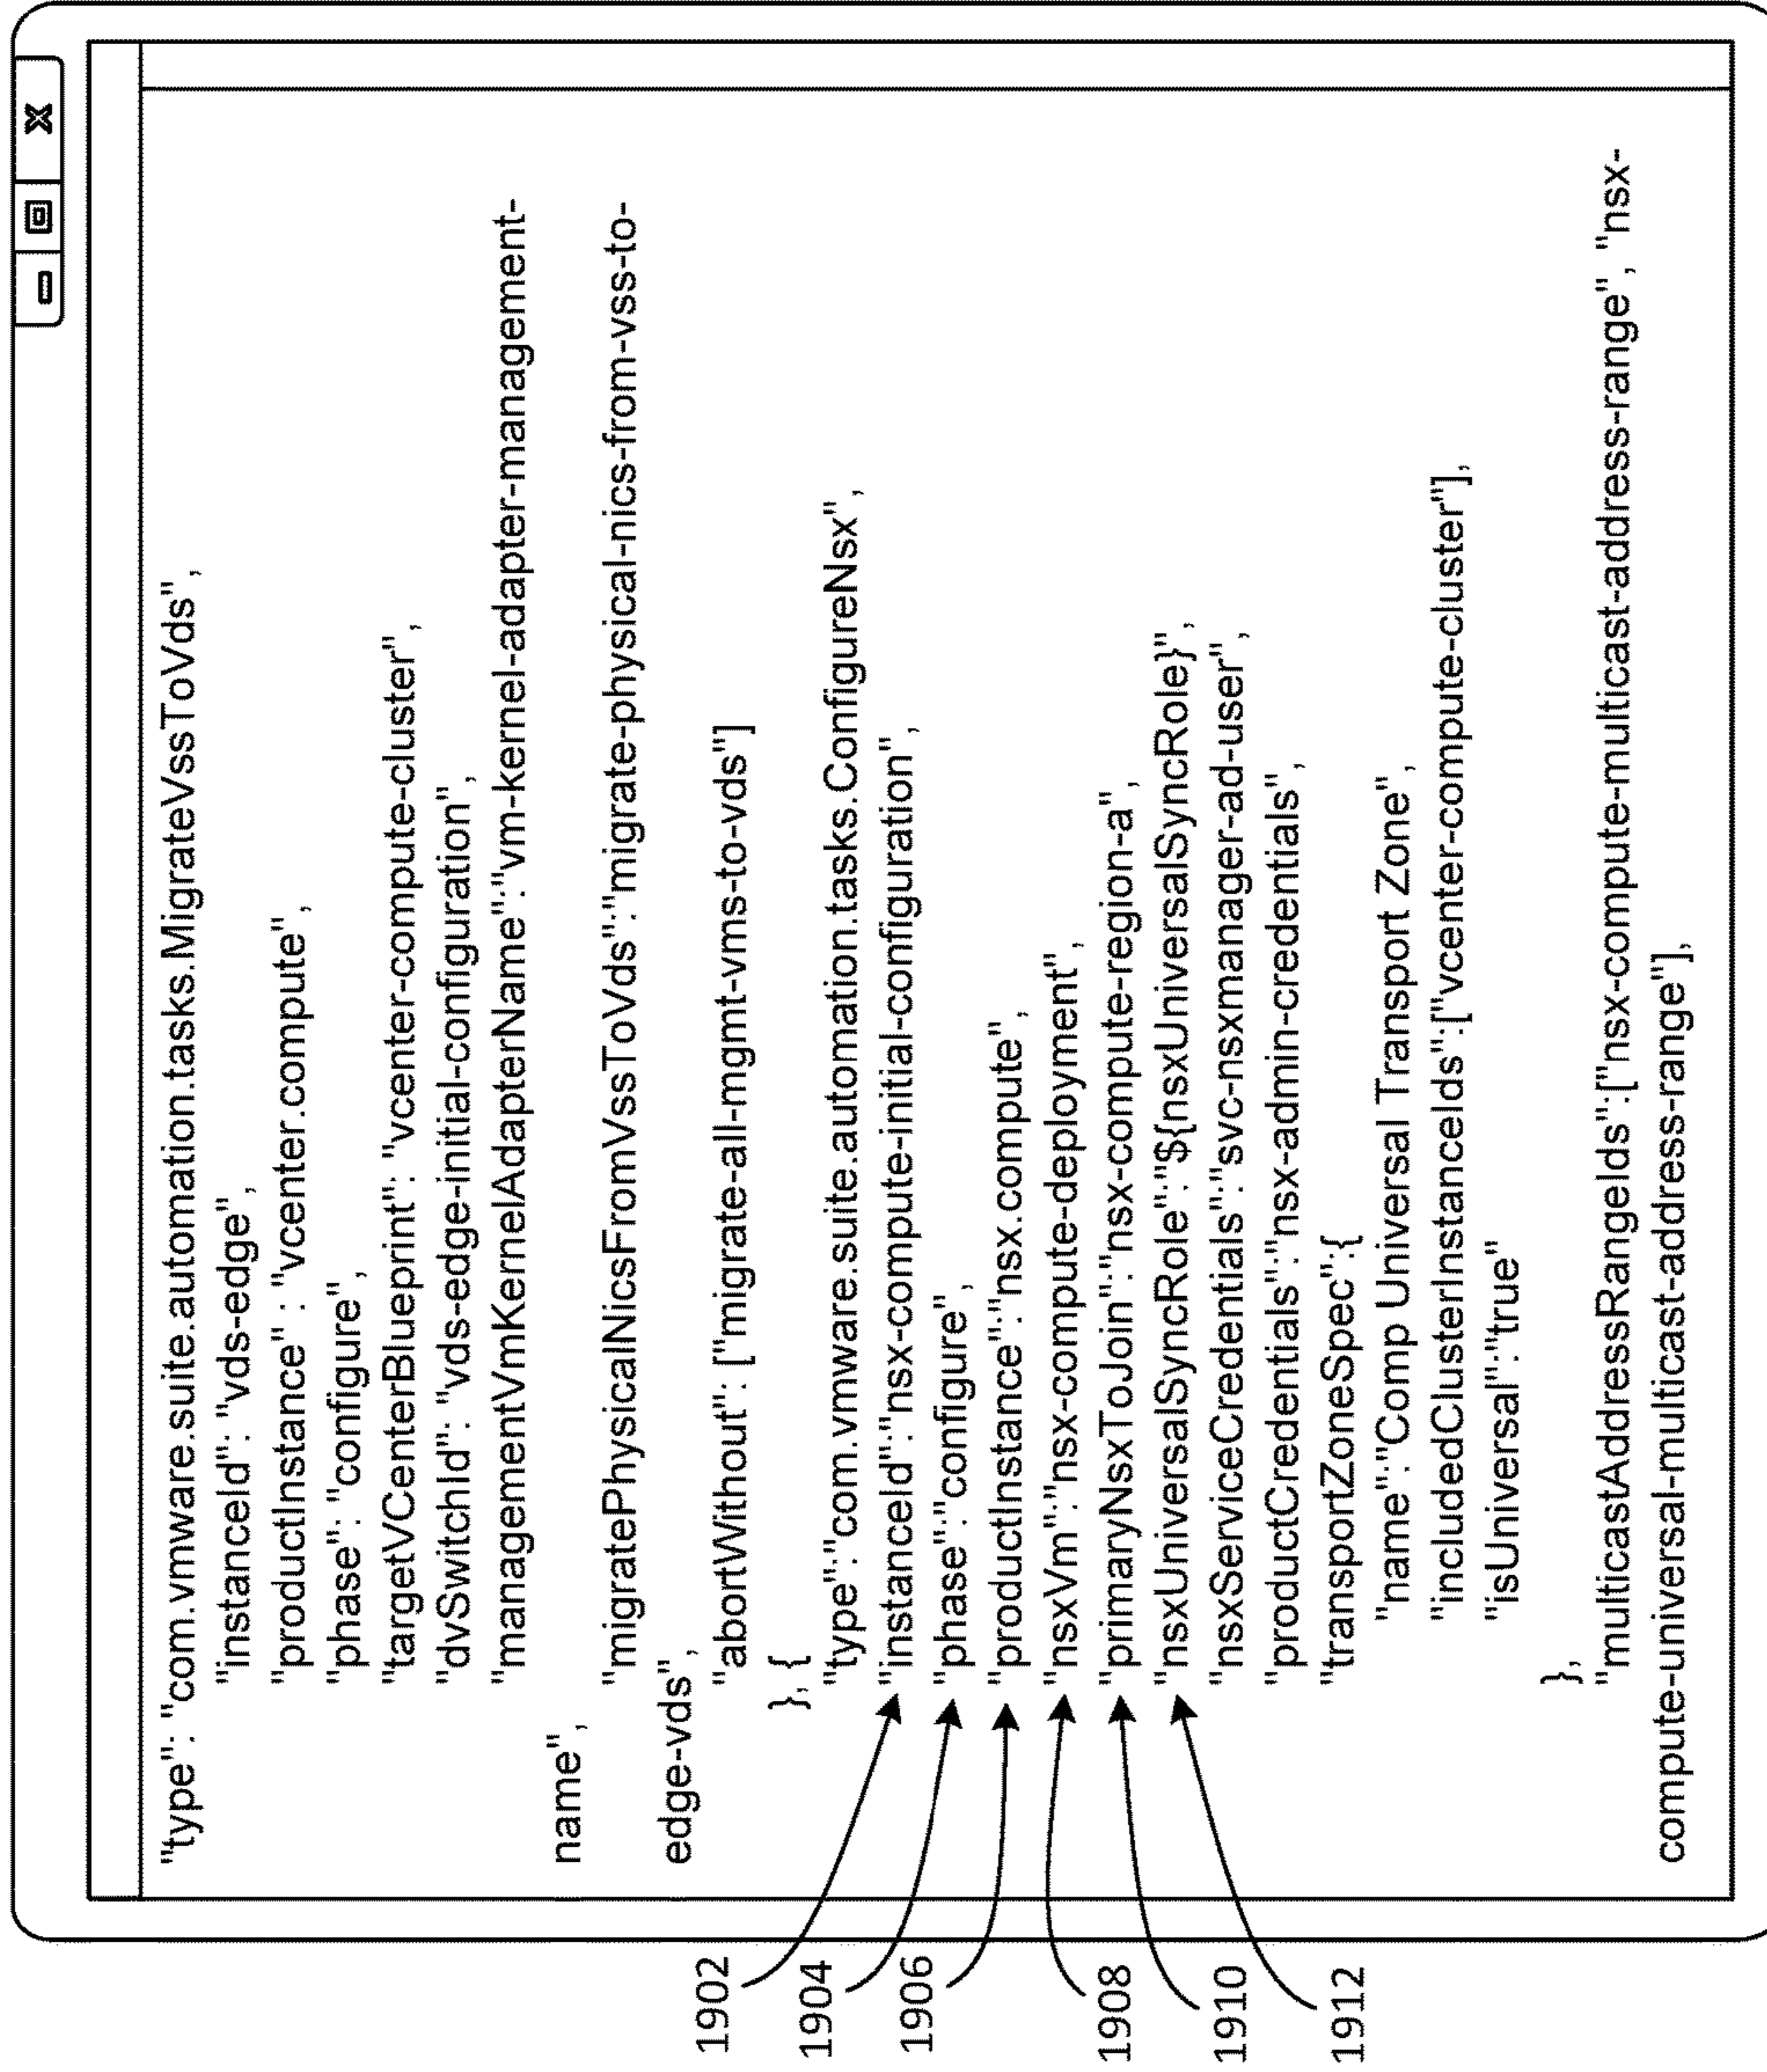 "type": "com.vmware.suite.automation.tasks.MigrateVssToVds",
"instanceId": "vds-edge",
"productInstance" : "vcenter.compute",
"phase": "configure",
"targetVCenterBlueprint": "vcenter-compute-cluster",
"dvSwitchId": "vds-edge-initial-configuration",
"managementVmKernelAdapterName":"vm-kernel-adapter-management-
name",
"migratePhysicalNicsFromVssToVds":"migrate-physical-nics-from-vss-to-
edge-vds",
"abortWithout": ["migrate-all-mgmt-vms-to-vds"]
}, {
"type":"com.vmware.suite.automation.tasks.ConfigureNsx",
1902 "instanceId":"nsx-compute-initial-configuration",
1904 "phase":"configure",
1906 "productInstance":"nsx.compute",
1908 "nsxVm":"nsx-compute-deployment",
1910 "primaryNsxToJoin":"nsx-compute-region-a",
1912 "nsxUniversalSyncRole":"${nsxUniversalSyncRole}",
"nsxServiceCredentials":"svc-nsxmanager-ad-user",
"productCredentials":"nsx-admin-credentials",
"transportZoneSpec":{
"name":"Comp Universal Transport Zone",
"includedClusterInstanceIds":["vcenter-compute-cluster"],
"isUniversal":"true"
},
"multicastAddressRangeIds":["nsx-compute-multicast-address-range", "nsx-
compute-universal-multicast-address-range"],